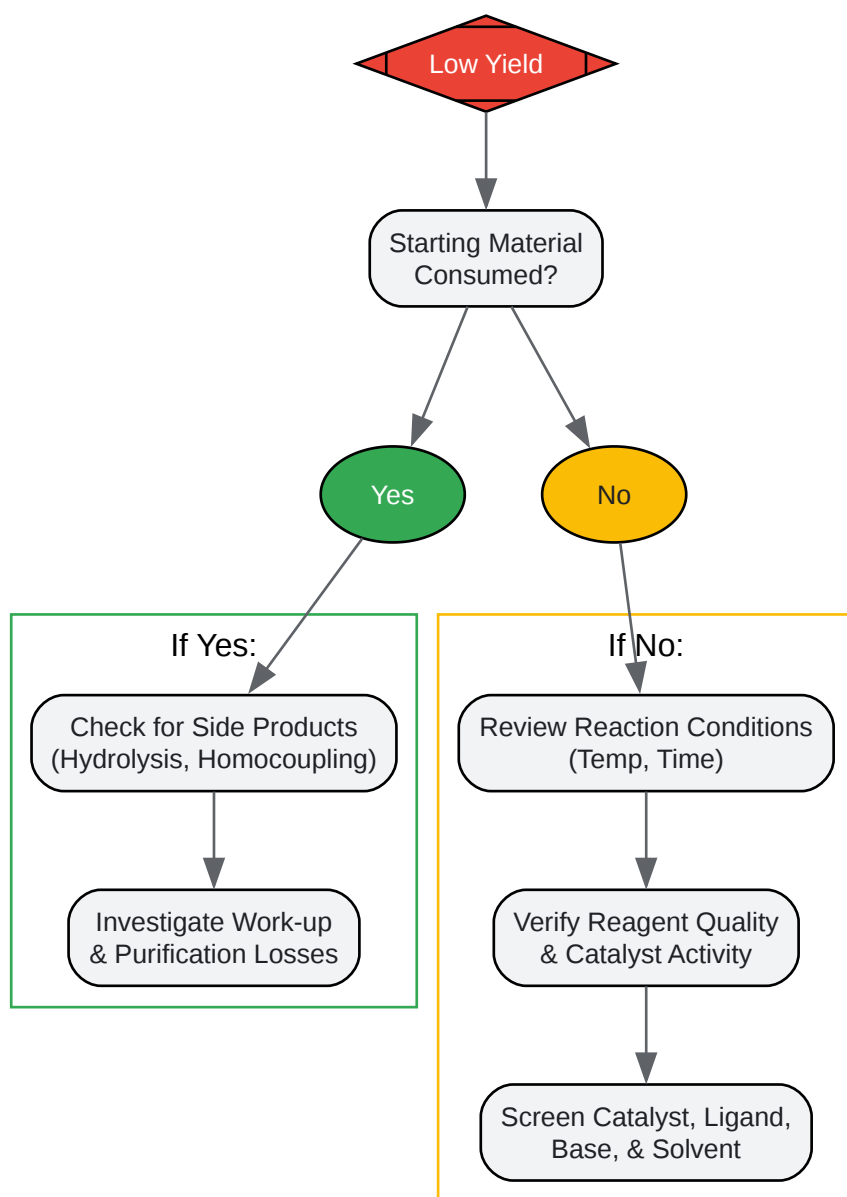 Low Yield
Starting Material
Consumed?
Yes
No
If Yes:
Check for Side Products
(Hydrolysis, Homocoupling)
Investigate Work-up
& Purification Losses
If No:
Review Reaction Conditions
(Temp, Time)
Verify Reagent Quality
& Catalyst Activity
Screen Catalyst, Ligand,
Base, & Solvent